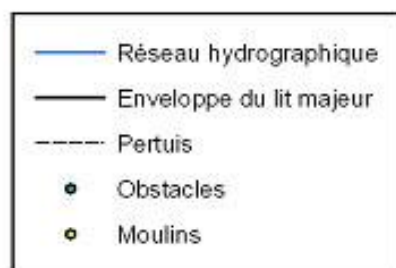 Réseau hydrographique
Enveloppe du lit majeur
Pertuis
Obstacles
Moulins